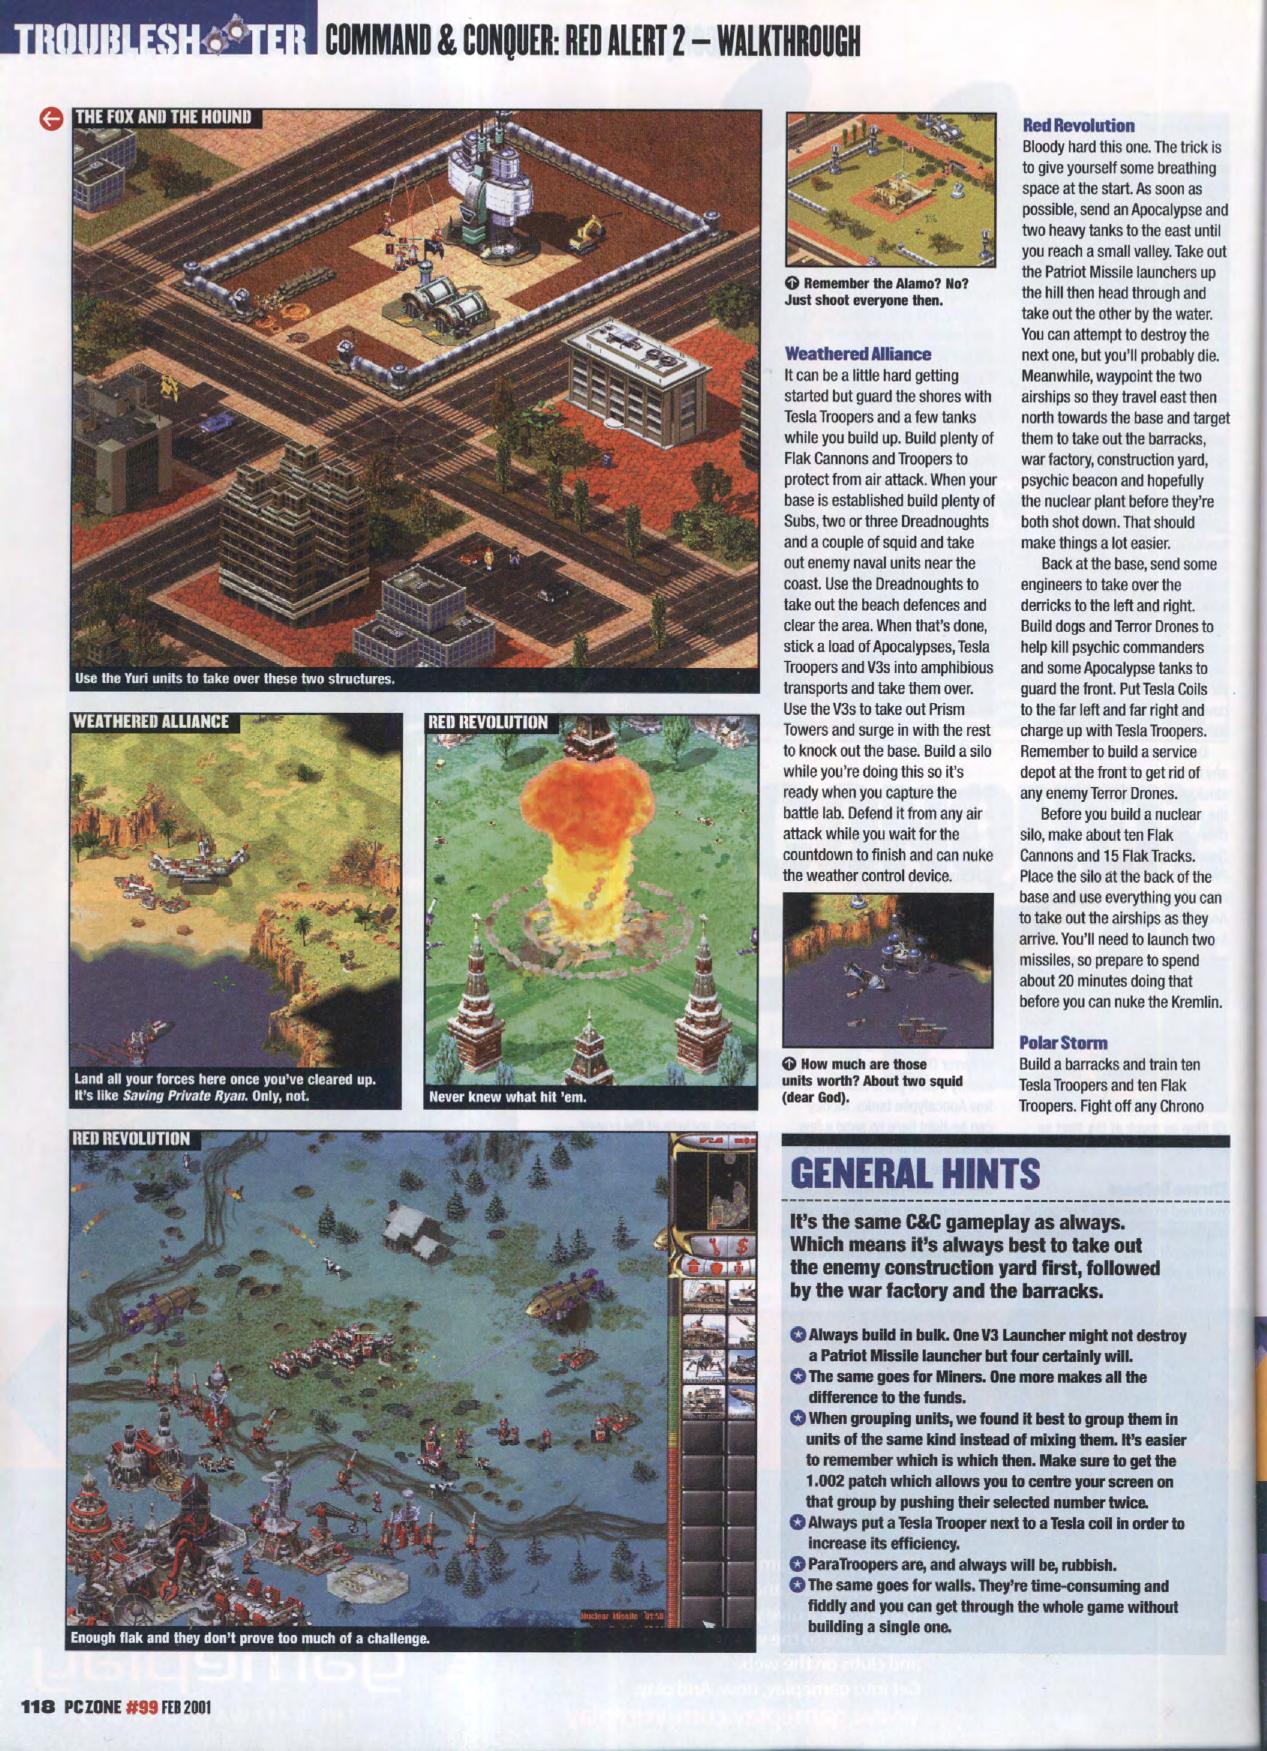 TROUBLESHOOTER
COMMAND & CONQUER: RED ALERT 2 – WALKTHROUGH
THE FOX AND THE HOUND
Use the Yuri units to take over these two structures.
WEATHERED ALLIANCE
Land all your forces here once you've cleared up.
It's like Saving Private Ryan. Only, not.
RED REVOLUTION
Never knew what hit 'em.
RED REVOLUTION
Nuclear Missile 01:58
Enough flak and they don't prove too much of a challenge.
Remember the Alamo? No?
Just shoot everyone then.
Weathered Alliance
It can be a little hard getting
started but guard the shores with
Tesla Troopers and a few tanks
while you build up. Build plenty of
Flak Cannons and Troopers to
protect from air attack. When your
base is established build plenty of
Subs, two or three Dreadnoughts
and a couple of squid and take
out enemy naval units near the
coast. Use the Dreadnoughts to
take out the beach defences and
clear the area. When that's done,
stick a load of Apocalypses, Tesla
Troopers and V3s into amphibious
transports and take them over.
Use the V3s to take out Prism
Towers and surge in with the rest
to knock out the base. Build a silo
while you're doing this so it's
ready when you capture the
battle lab. Defend it from any air
attack while you wait for the
countdown to finish and can nuke
the weather control device.
How much are those
units worth? About two squid
(dear God).
Red Revolution
Bloody hard this one. The trick is
to give yourself some breathing
space at the start. As soon as
possible, send an Apocalypse and
two heavy tanks to the east until
you reach a small valley. Take out
the Patriot Missile launchers up
the hill then head through and
take out the other by the water.
You can attempt to destroy the
next one, but you'll probably die.
Meanwhile, waypoint the two
airships so they travel east then
north towards the base and target
them to take out the barracks,
war factory, construction yard,
psychic beacon and hopefully
the nuclear plant before they're
both shot down. That should
make things a lot easier.
Back at the base, send some
engineers to take over the
derricks to the left and right.
Build dogs and Terror Drones to
help kill psychic commanders
and some Apocalypse tanks to
guard the front. Put Tesla Coils
to the far left and far right and
charge up with Tesla Troopers.
Remember to build a service
depot at the front to get rid of
any enemy Terror Drones.
Before you build a nuclear
silo, make about ten Flak
Cannons and 15 Flak Tracks.
Place the silo at the back of the
base and use everything you can
to take out the airships as they
arrive. You'll need to launch two
missiles, so prepare to spend
about 20 minutes doing that
before you can nuke the Kremlin.
Polar Storm
Build a barracks and train ten
Tesla Troopers and ten Flak
Troopers. Fight off any Chrono
GENERAL HINTS
It's the same C&C gameplay as always.
Which means it's always best to take out
the enemy construction yard first, followed
by the war factory and the barracks.
Always build in bulk. One V3 Launcher might not destroy
a Patriot Missile launcher but four certainly will.
The same goes for Miners. One more makes all the
difference to the funds.
When grouping units, we found it best to group them in
units of the same kind instead of mixing them. It's easier
to remember which is which then. Make sure to get the
1.002 patch which allows you to centre your screen on
that group by pushing their selected number twice.
Always put a Tesla Trooper next to a Tesla coil in order to
increase its efficiency.
ParaTroopers are, and always will be, rubbish.
The same goes for walls. They're time-consuming and
fiddly and you can get through the whole game without
building a single one.
118 PCZONE #99 FEB 2001